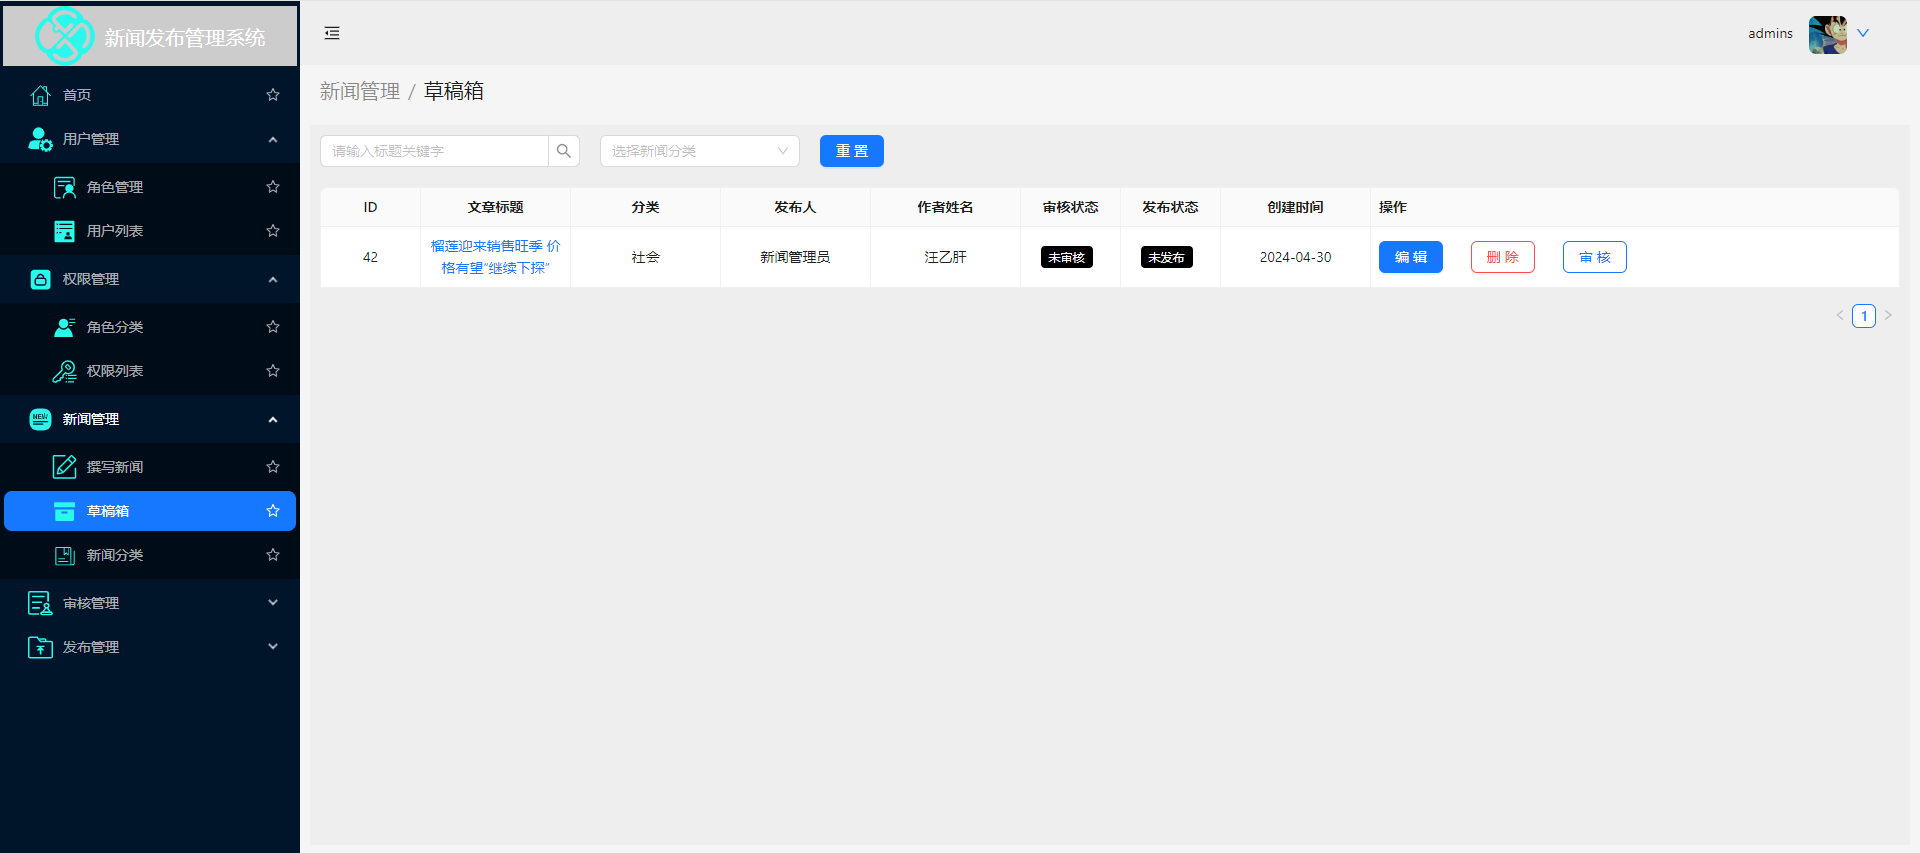 新闻发布管理系统
admins
首页
用户管理
角色管理
用户列表
权限管理
角色分类
权限列表
新闻管理
NEW
撰写新闻
草稿箱
新闻分类
审核管理
发布管理
新闻管理 / 草稿箱
请输入标题关键字 选择新闻分类 重 置
ID 文章标题 分类 发布人 作者姓名 审核状态 发布状态 创建时间 操作
42 榴莲迎来销售旺季 价
格有望“继续下探” 社会 新闻管理员 汪乙肝 未审核 未发布 2024-04-30 编 辑 删 除 审 核
1